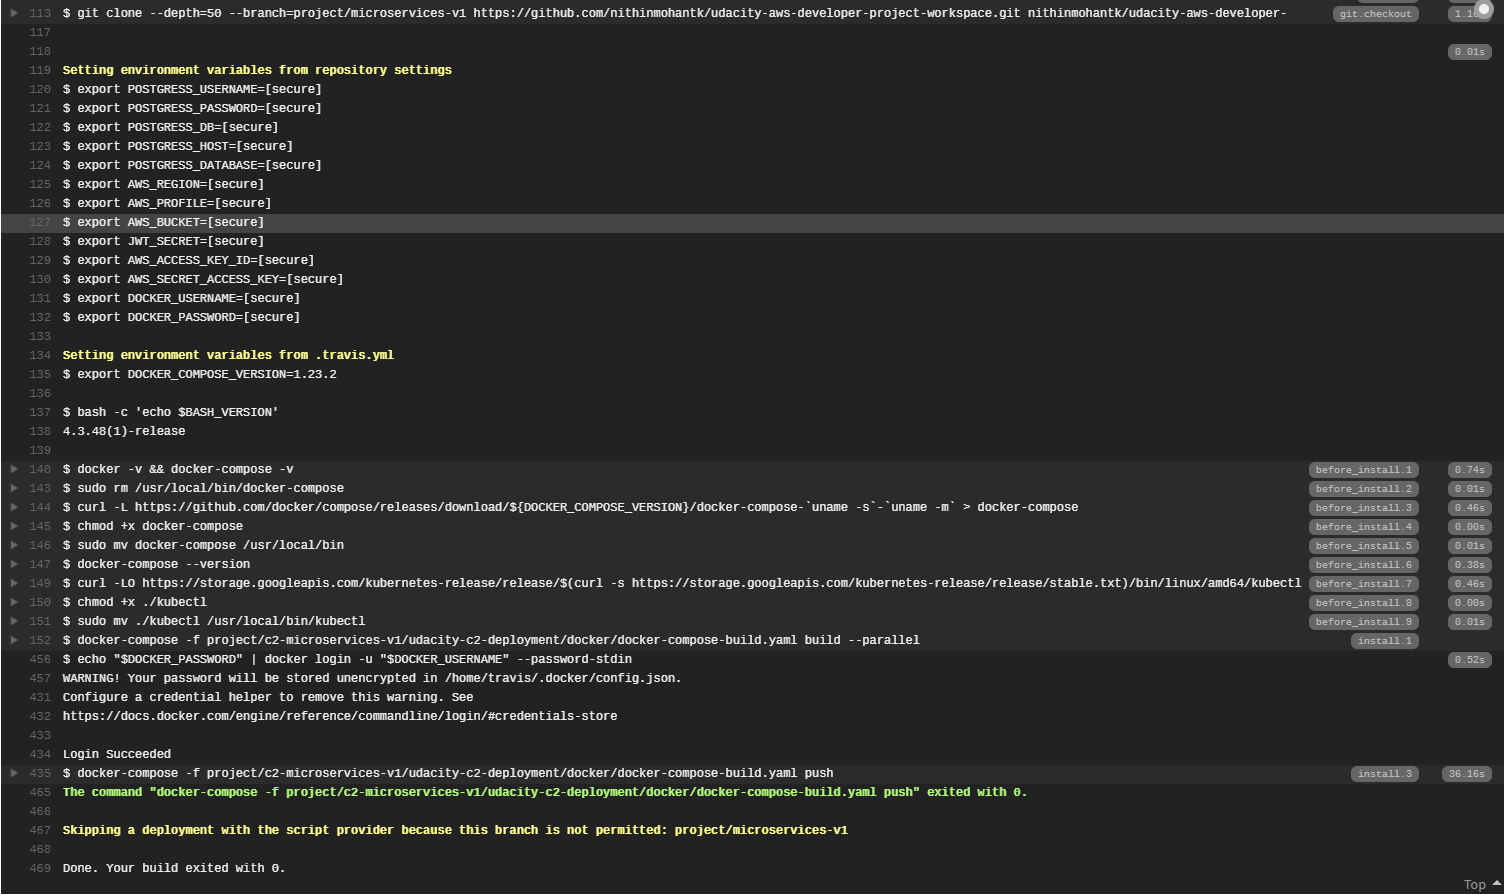 113 $ git clone --depth=50 --branch=project/microservices-v1 https://github.com/nithinmohantk/udacity-aws-developer-project-workspace.git nithinmohantk/udacity-aws-developer- git.checkout
117
118 0.01s
119 Setting environment variables from repository settings
120 $ export POSTGRESS_USERNAME=[secure]
121 $ export POSTGRESS_PASSWORD=[secure]
122 $ export POSTGRESS_DB=[secure]
123 $ export POSTGRESS_HOST=[secure]
124 $ export POSTGRESS_DATABASE=[secure]
125 $ export AWS_REGION=[secure]
126 $ export AWS_PROFILE=[secure]
127 $ export AWS_BUCKET=[secure]
128 $ export JWT_SECRET=[secure]
129 $ export AWS_ACCESS_KEY_ID=[secure]
130 $ export AWS_SECRET_ACCESS_KEY=[secure]
131 $ export DOCKER_USERNAME=[secure]
132 $ export DOCKER_PASSWORD=[secure]
133
134 Setting environment variables from .travis.yml
135 $ export DOCKER_COMPOSE_VERSION=1.23.2
136
137 $ bash -c 'echo $BASH_VERSION'
138 4.3.48(1)-release
139
140 $ docker -v && docker-compose -v before_install.1 0.74s
143 $ sudo rm /usr/local/bin/docker-compose before_install.2 0.01s
144 $ curl -L https://github.com/docker/compose/releases/download/${DOCKER_COMPOSE_VERSION}/docker-compose-`uname -s`-`uname -m` > docker-compose before_install.3 0.46s
145 $ chmod +x docker-compose before_install.4 0.00s
146 $ sudo mv docker-compose /usr/local/bin before_install.5 0.01s
147 $ docker-compose --version before_install.6 0.38s
149 $ curl -LO https://storage.googleapis.com/kubernetes-release/release/$(curl -s https://storage.googleapis.com/kubernetes-release/release/stable.txt)/bin/linux/amd64/kubectl before_install.7 0.46s
150 $ chmod +x ./kubectl before_install.8 0.00s
151 $ sudo mv ./kubectl /usr/local/bin/kubectl before_install.9 0.01s
152 $ docker-compose -f project/c2-microservices-v1/udacity-c2-deployment/docker/docker-compose-build.yaml build --parallel install.1
456 $ echo "$DOCKER_PASSWORD" | docker login -u "$DOCKER_USERNAME" --password-stdin 0.52s
457 WARNING! Your password will be stored unencrypted in /home/travis/.docker/config.json.
431 Configure a credential helper to remove this warning. See
432 https://docs.docker.com/engine/reference/commandline/login/#credentials-store
433
434 Login Succeeded
435 $ docker-compose -f project/c2-microservices-v1/udacity-c2-deployment/docker/docker-compose-build.yaml push install.3 36.16s
465 The command "docker-compose -f project/c2-microservices-v1/udacity-c2-deployment/docker/docker-compose-build.yaml push" exited with 0.
466
467 Skipping a deployment with the script provider because this branch is not permitted: project/microservices-v1
468
469 Done. Your build exited with 0.
Top